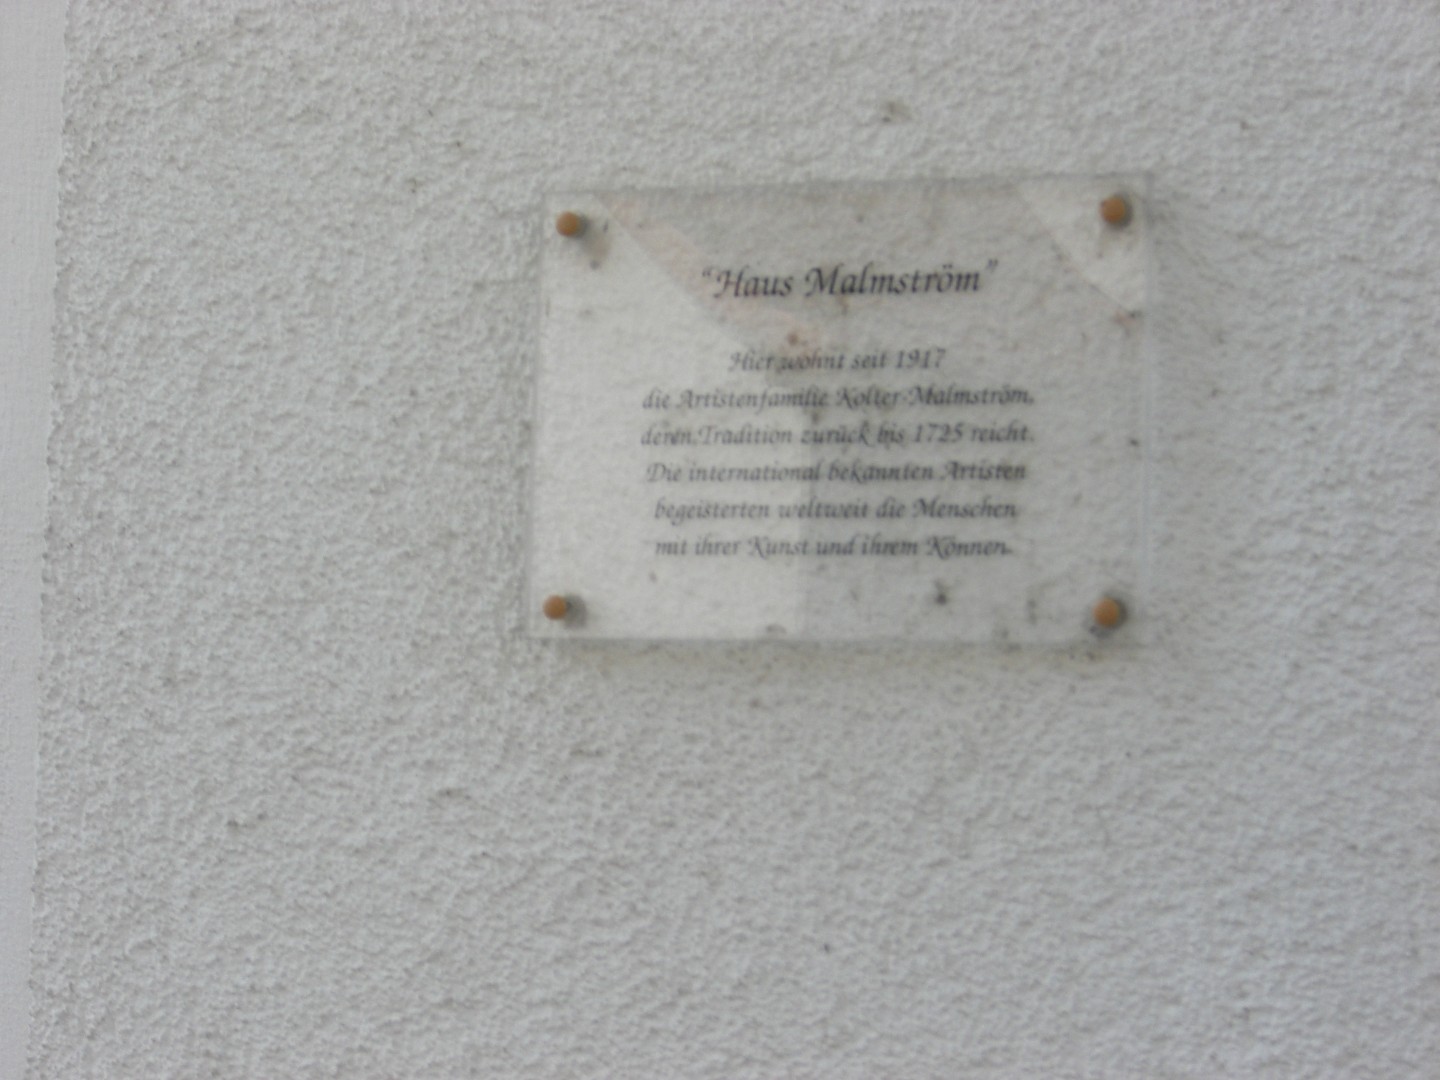 “Haus Malmström”
Hier wohnt seit 1917
die Artistenfamilie Kolter-Malmström,
deren Tradition zurück bis 1725 reicht.
Die international bekannten Artisten
begeisterten weltweit die Menschen
mit ihrer Kunst und ihrem Können.